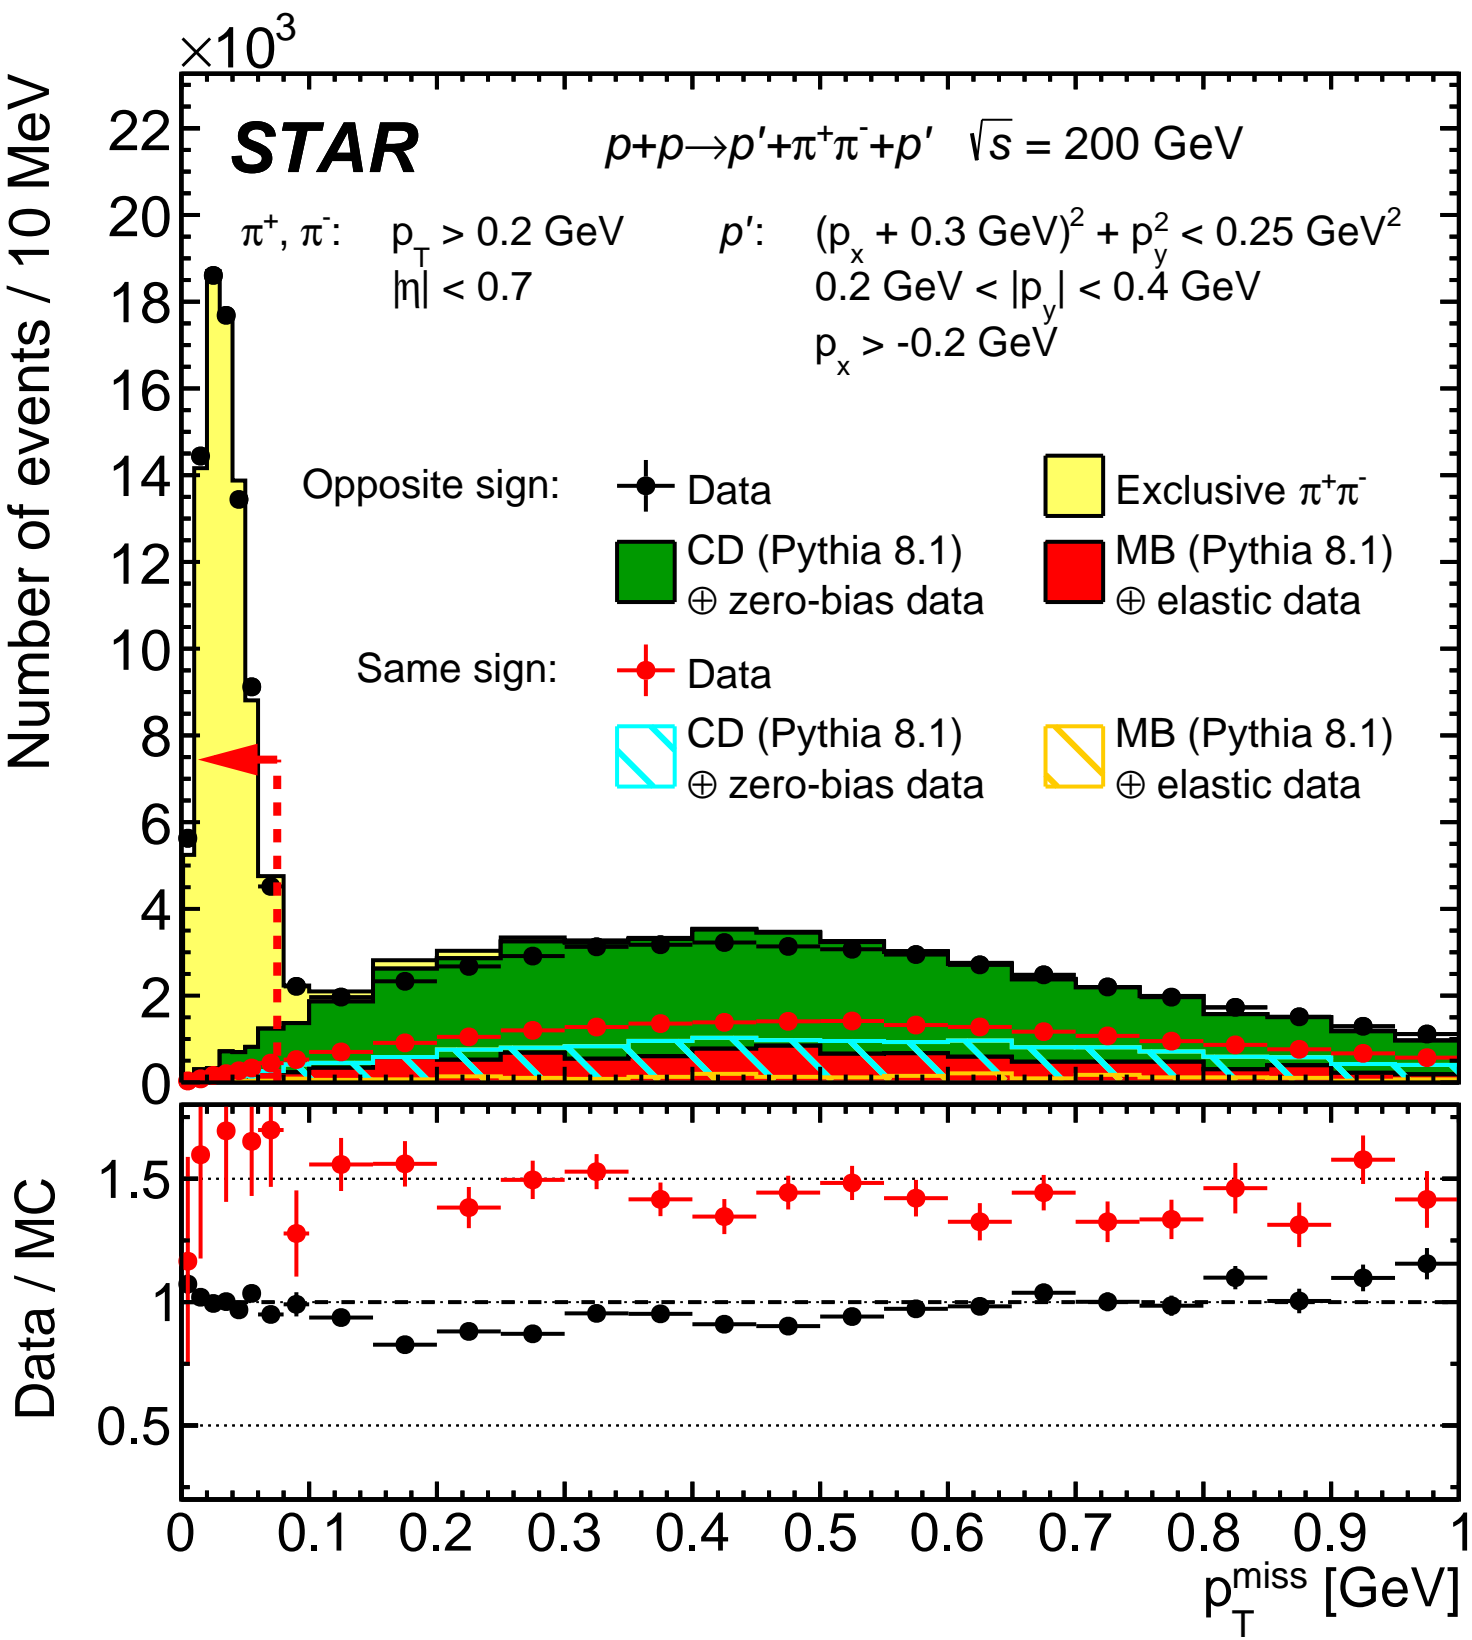 ×10³
STAR p+p→p′+π⁺π⁻+p′ √s = 200 GeV
π⁺, π⁻: p_T > 0.2 GeV p′: (p_x + 0.3 GeV)² + p_y² < 0.25 GeV²
|η| < 0.7 0.2 GeV < |p_y| < 0.4 GeV
p_x > -0.2 GeV
Opposite sign: Data Exclusive π⁺π⁻
CD (Pythia 8.1) MB (Pythia 8.1)
⊕ zero-bias data ⊕ elastic data
Same sign: Data
CD (Pythia 8.1) MB (Pythia 8.1)
⊕ zero-bias data ⊕ elastic data
Number of events / 10 MeV
22
20
18
16
14
12
10
8
6
4
2
0
Data / MC
1.5
1
0.5
0 0.1 0.2 0.3 0.4 0.5 0.6 0.7 0.8 0.9 1
p_T^miss [GeV]